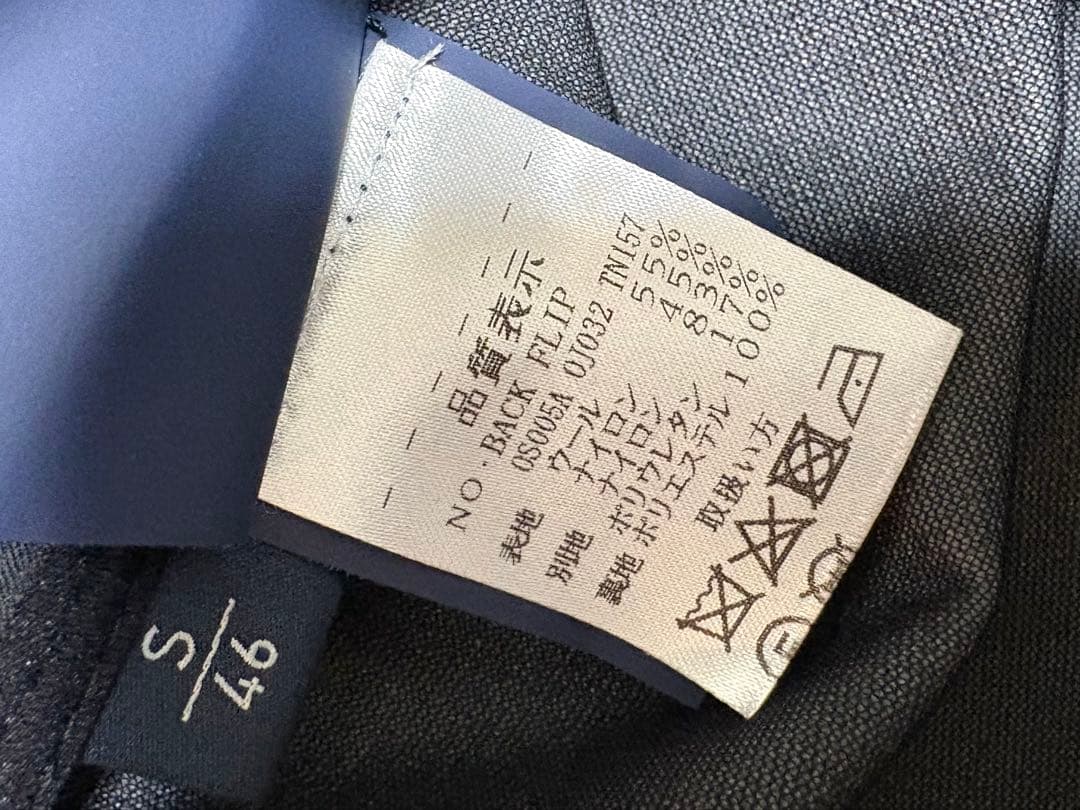 品質表示
NO.BACK FLIP
0S005A 0J032 TN157
表地 ウール 55%
ナイロン 45%
別地 ナイロン 83%
ポリウレタン 17%
裏地 ポリエステル 100%
取扱い方
S
46